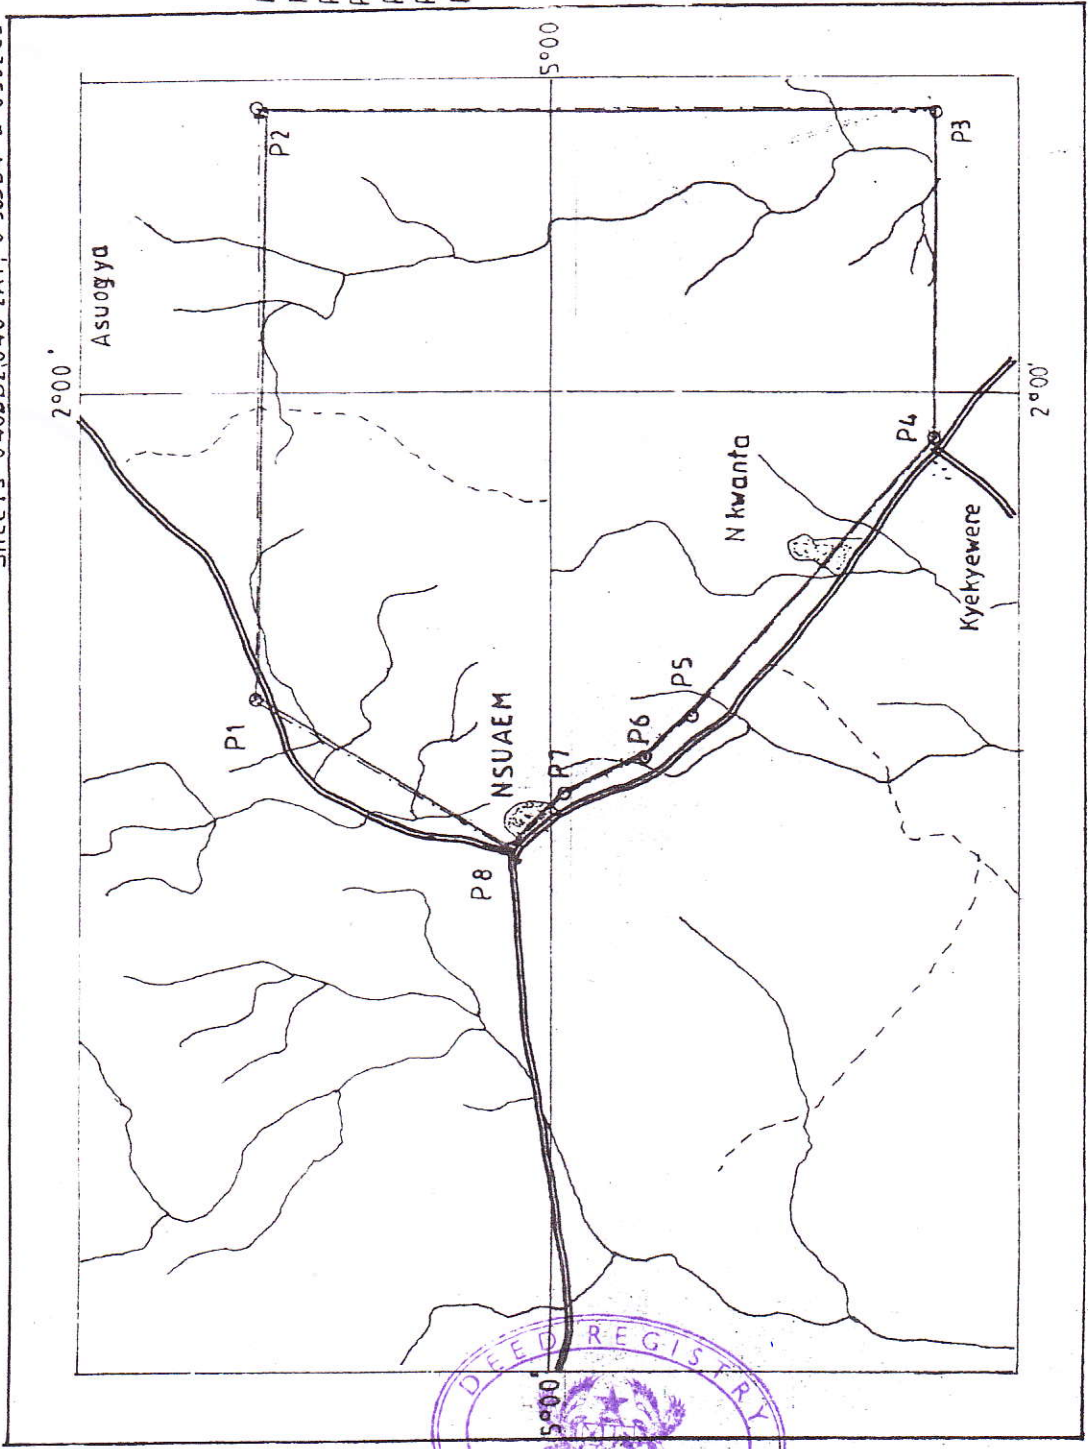 2°00'
Asuogya
P2
P1
5°00
NSUAEM
P8
P7
P6
P5
Nkwanta
P4
P3
Kyekyewere
5°00'
2°00'
DEED REGISTRY